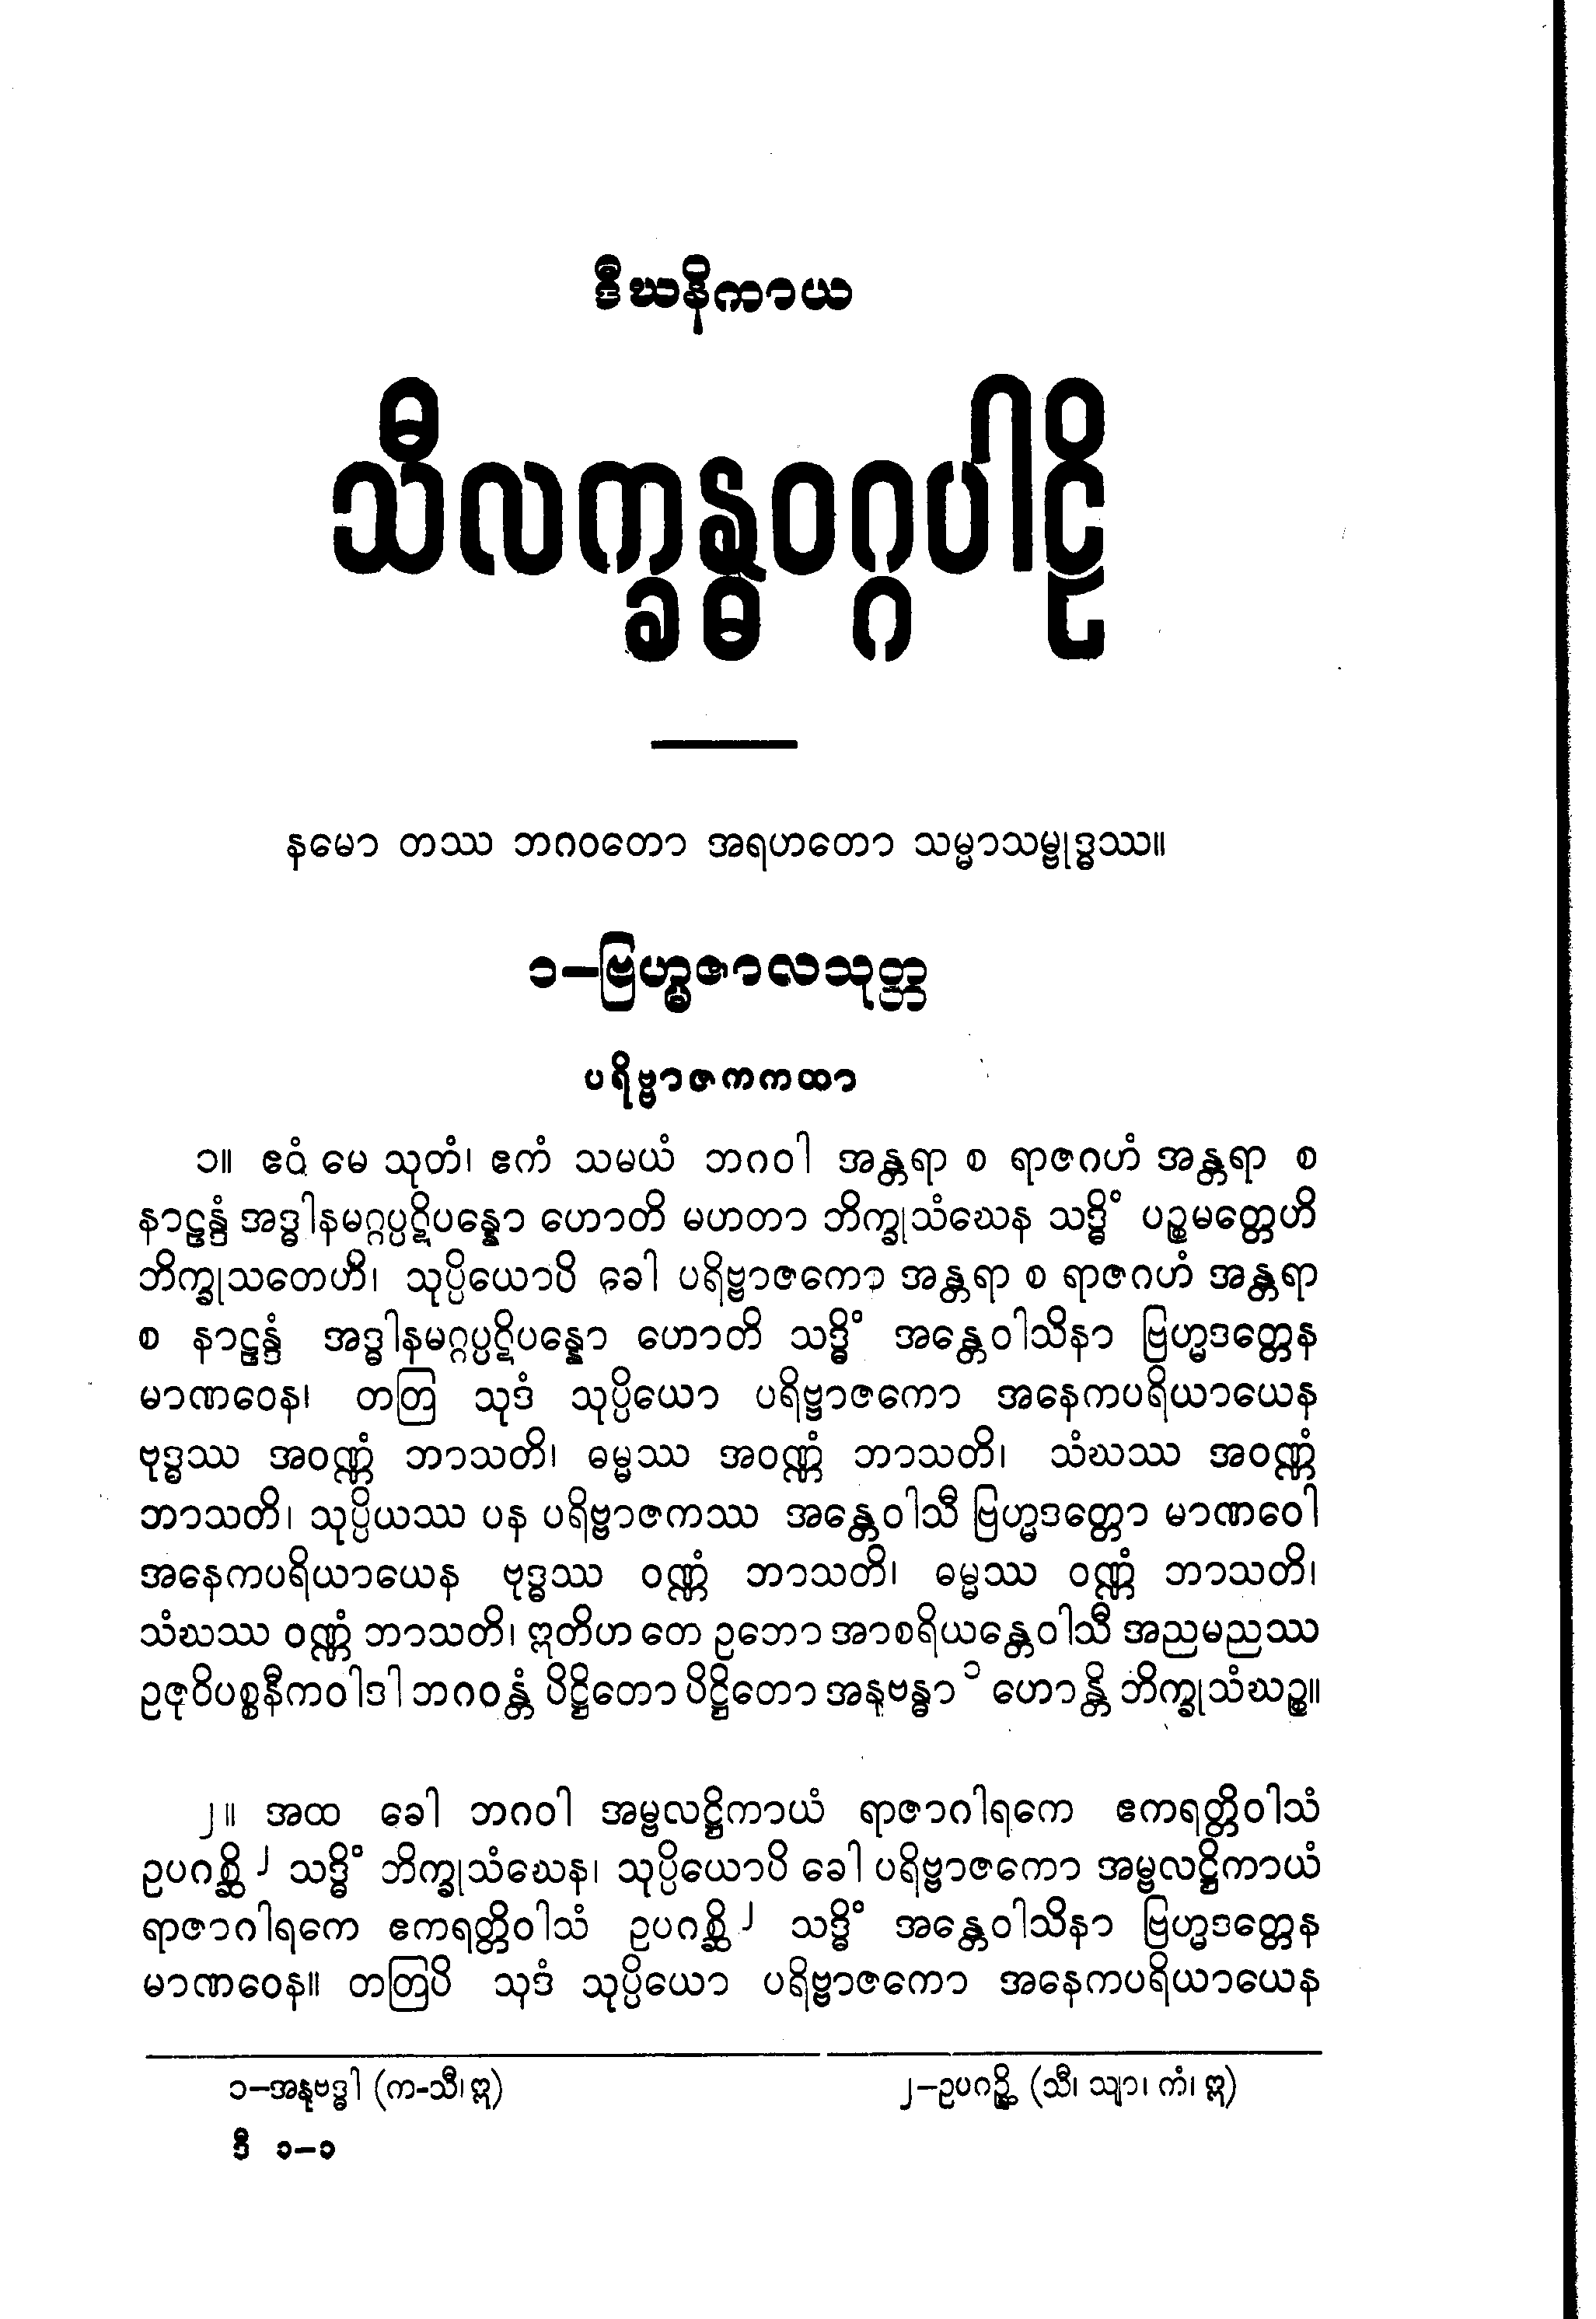 ဒီဃနိကာယ
သီလက္ခန္ဓဝဂ္ဂပါဠိ
နမော တဿ ဘဂဝတော အရဟတော သမ္မာသမ္ဗုဒ္ဓဿ။
၁–ဗြဟ္မဇာလသုတ္တ
ပရိဗ္ဗာဇကကထာ
၁။ ဧဝံ မေ သုတံ၊ ဧကံ သမယံ ဘဂဝါ အန္တရာ စ ရာဇဂဟံ အန္တရာ စ
နာဠန္ဒံ အဒ္ဓါနမဂ္ဂပ္ပဋိပန္နော ဟောတိ မဟတာ ဘိက္ခုသံဃေန သဒ္ဓိံ ပဉ္စမတ္တေဟိ
ဘိက္ခုသတေဟိ၊ သုပ္ပိယောပိ ခေါ ပရိဗ္ဗာဇကော အန္တရာ စ ရာဇဂဟံ အန္တရာ
စ နာဠန္ဒံ အဒ္ဓါနမဂ္ဂပ္ပဋိပန္နော ဟောတိ သဒ္ဓိံ အန္တေဝါသိနာ ဗြဟ္မဒတ္တေန
မာဏဝေန၊ တတြ သုဒံ သုပ္ပိယော ပရိဗ္ဗာဇကော အနေကပရိယာယေန
ဗုဒ္ဓဿ အဝဏ္ဏံ ဘာသတိ၊ ဓမ္မဿ အဝဏ္ဏံ ဘာသတိ၊ သံဃဿ အဝဏ္ဏံ
ဘာသတိ၊ သုပ္ပိယဿ ပန ပရိဗ္ဗာဇကဿ အန္တေဝါသီ ဗြဟ္မဒတ္တော မာဏဝေါ
အနေကပရိယာယေန ဗုဒ္ဓဿ ဝဏ္ဏံ ဘာသတိ၊ ဓမ္မဿ ဝဏ္ဏံ ဘာသတိ၊
သံဃဿ ဝဏ္ဏံ ဘာသတိ၊ ဣတိဟ တေ ဥဘော အာစရိယန္တေဝါသီ အညမညဿ
ဥဇုဝိပစ္စနီကဝါဒါ ဘဂဝန္တံ ပိဋ္ဌိတော ပိဋ္ဌိတော အနုဗန္ဓာ ၁ ဟောန္တိ ဘိက္ခုသံဃဉ္စ။
၂။ အထ ခေါ ဘဂဝါ အမ္ဗလဋ္ဌိကာယံ ရာဇာဂါရကေ ဧကရတ္တိဝါသံ
ဥပဂစ္ဆိ ၂ သဒ္ဓိံ ဘိက္ခုသံဃေန၊ သုပ္ပိယောပိ ခေါ ပရိဗ္ဗာဇကော အမ္ဗလဋ္ဌိကာယံ
ရာဇာဂါရကေ ဧကရတ္တိဝါသံ ဥပဂစ္ဆိ ၂ သဒ္ဓိံ အန္တေဝါသိနာ ဗြဟ္မဒတ္တေန
မာဏဝေန။ တတြပိ သုဒံ သုပ္ပိယော ပရိဗ္ဗာဇကော အနေကပရိယာယေန
၁–အနုဗဒ္ဓါ (က-သီ၊ ဣ)
၂–ဥပဂဉ္ဆိ (သီ၊ သျာ၊ ကံ၊ ဣ)
ဒီ ၁–၁